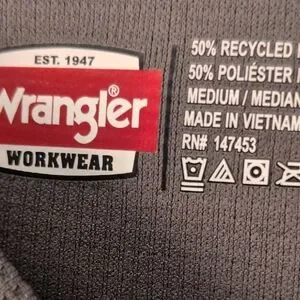 EST. 1947
Wrangler
WORKWEAR
50% RECYCLED
50% POLIÉSTER
MEDIUM / MEDIAN
MADE IN VIETNAM
RN# 147453